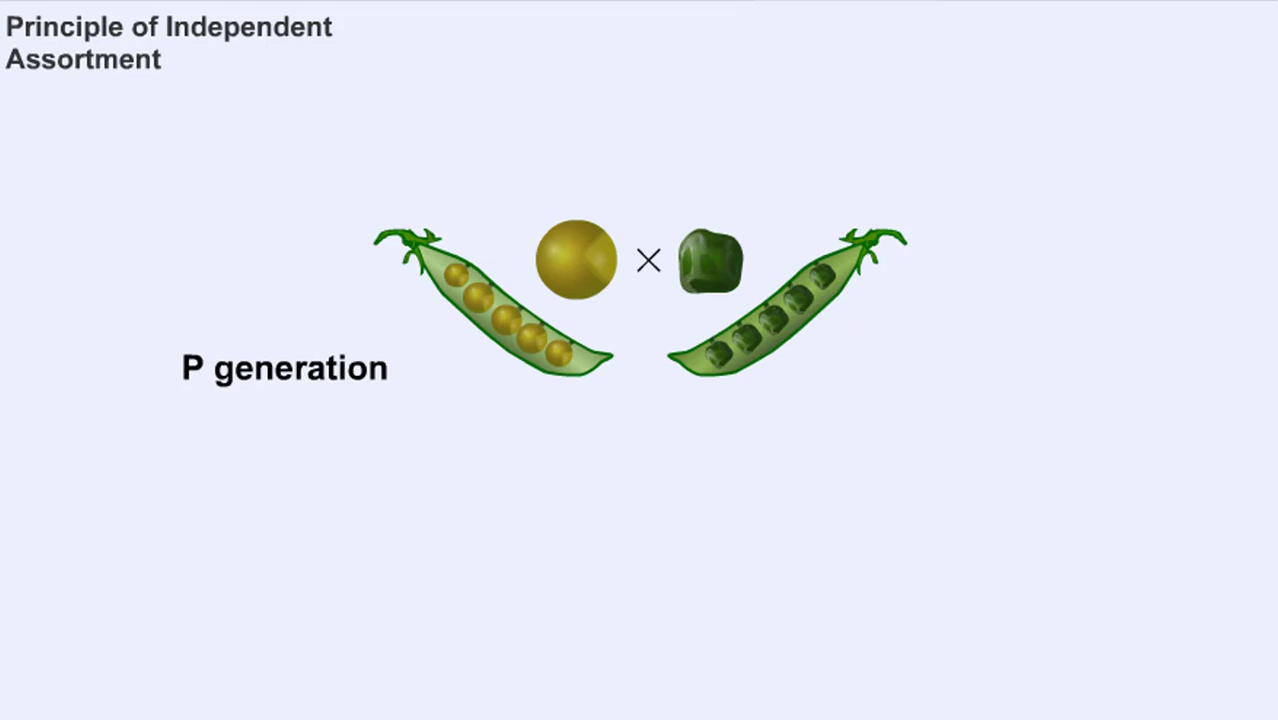 Principle of Independent
Assortment
×
P generation